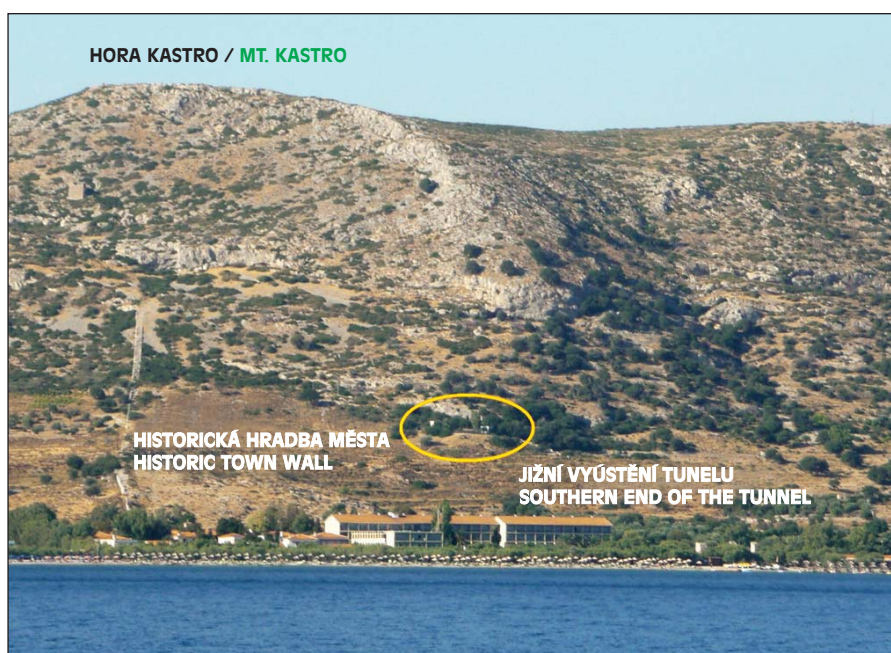 HORA KASTRO / MT. KASTRO
HISTORICKÁ HRADBA MĚSTA
HISTORIC TOWN WALL
JIŽNÍ VYÚSTĚNÍ TUNELU
SOUTHERN END OF THE TUNNEL